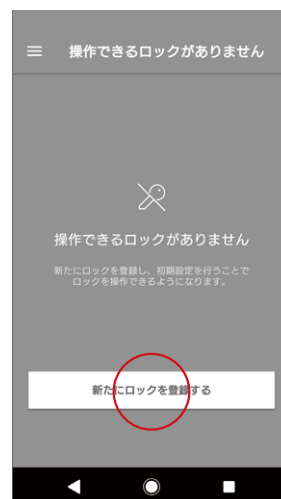 操作できるロックがありません
操作できるロックがありません
新たにロックを登録し、初期設定を行うことで
ロックを操作できるようになります。
新たにロックを登録する